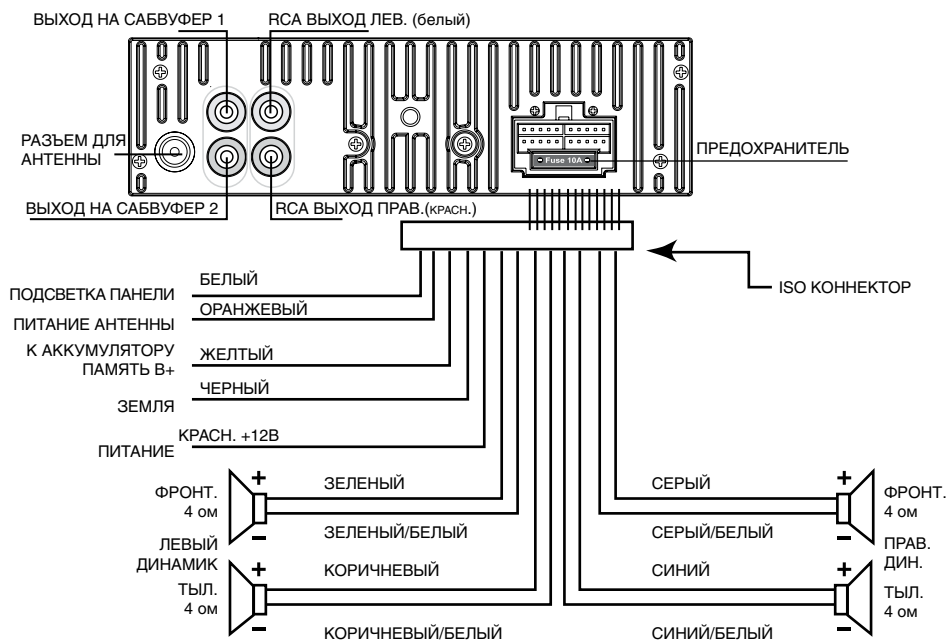 ВЫХОД НА САБВУФЕР 1
RCA ВЫХОД ЛЕВ. (белый)
РАЗЪЕМ ДЛЯ
АНТЕННЫ
Fuse 10A
ПРЕДОХРАНИТЕЛЬ
ВЫХОД НА САБВУФЕР 2
RCA ВЫХОД ПРАВ.(КРАСН.)
ISO КОННЕКТОР
БЕЛЫЙ
ПОДСВЕТКА ПАНЕЛИ
ОРАНЖЕВЫЙ
ПИТАНИЕ АНТЕННЫ
К АККУМУЛЯТОРУ
ПАМЯТЬ В+
ЖЕЛТЫЙ
ЧЕРНЫЙ
ЗЕМЛЯ
КРАСН. +12В
ПИТАНИЕ
ФРОНТ.
4 ом
+
−
ЗЕЛЕНЫЙ
ЗЕЛЕНЫЙ/БЕЛЫЙ
СЕРЫЙ
СЕРЫЙ/БЕЛЫЙ
+
−
ФРОНТ.
4 ом
ЛЕВЫЙ
ДИНАМИК
ПРАВ.
ДИН.
ТЫЛ.
4 ом
+
−
КОРИЧНЕВЫЙ
КОРИЧНЕВЫЙ/БЕЛЫЙ
СИНИЙ
СИНИЙ/БЕЛЫЙ
+
−
ТЫЛ.
4 ом